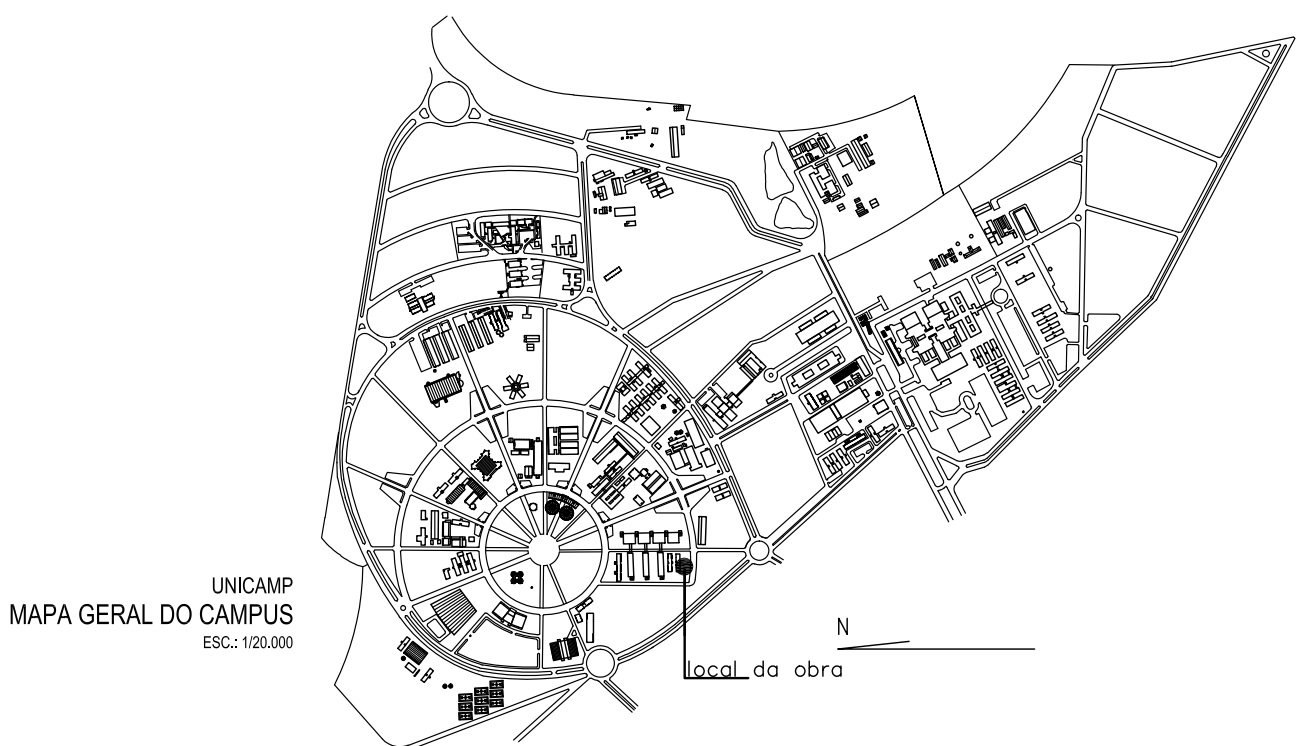 UNICAMP
MAPA GERAL DO CAMPUS
ESC.: 1/20.000
N
local da obra